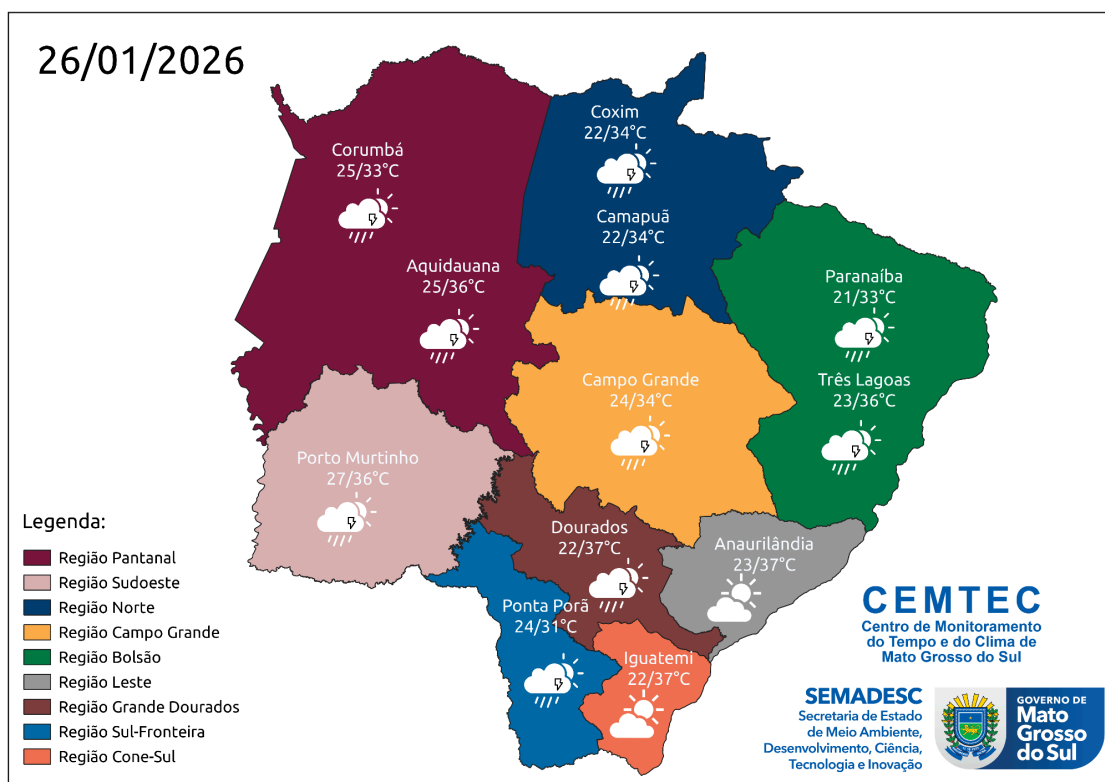 26/01/2026
Coxim
22/34°C
Corumbá
25/33°C
Camapuã
22/34°C
Aquidauana
25/36°C
Paranaíba
21/33°C
Campo Grande
24/34°C
Três Lagoas
23/36°C
Porto Murtinho
27/36°C
Dourados
22/37°C
Anaurilândia
23/37°C
Ponta Porã
24/31°C
Iguatemi
22/37°C
Legenda:
Região Pantanal
Região Sudoeste
Região Norte
Região Campo Grande
Região Bolsão
Região Leste
Região Grande Dourados
Região Sul-Fronteira
Região Cone-Sul
CEMTEC
Centro de Monitoramento
do Tempo e do Clima de
Mato Grosso do Sul
SEMADESC
Secretaria de Estado
de Meio Ambiente,
Desenvolvimento, Ciência,
Tecnologia e Inovação
GOVERNO DE
Mato
Grosso
do Sul